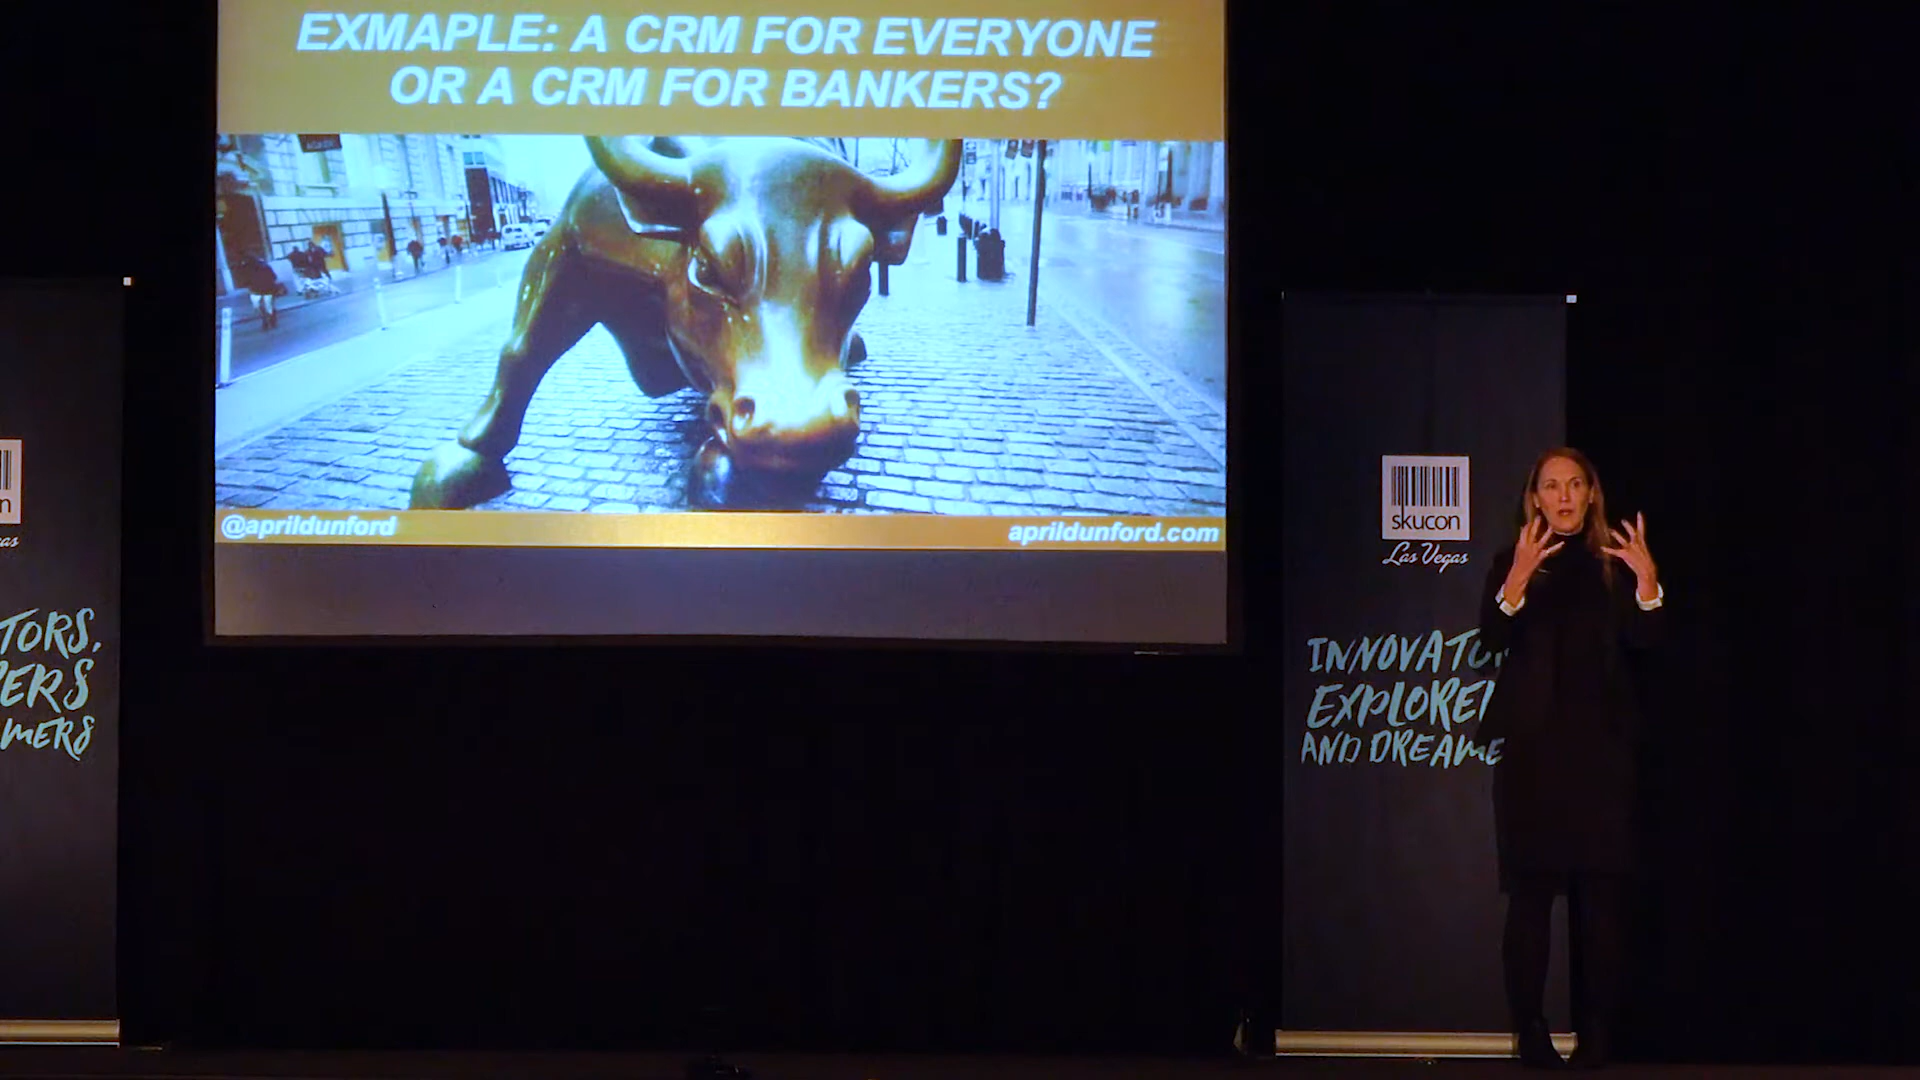 EXMAPLE: A CRM FOR EVERYONE
OR A CRM FOR BANKERS?
@aprildunford
aprildunford.com
skucon
Las Vegas
INNOVATO
EXPLORE
AND DREAME
n
as
TORS,
ERS
MERS